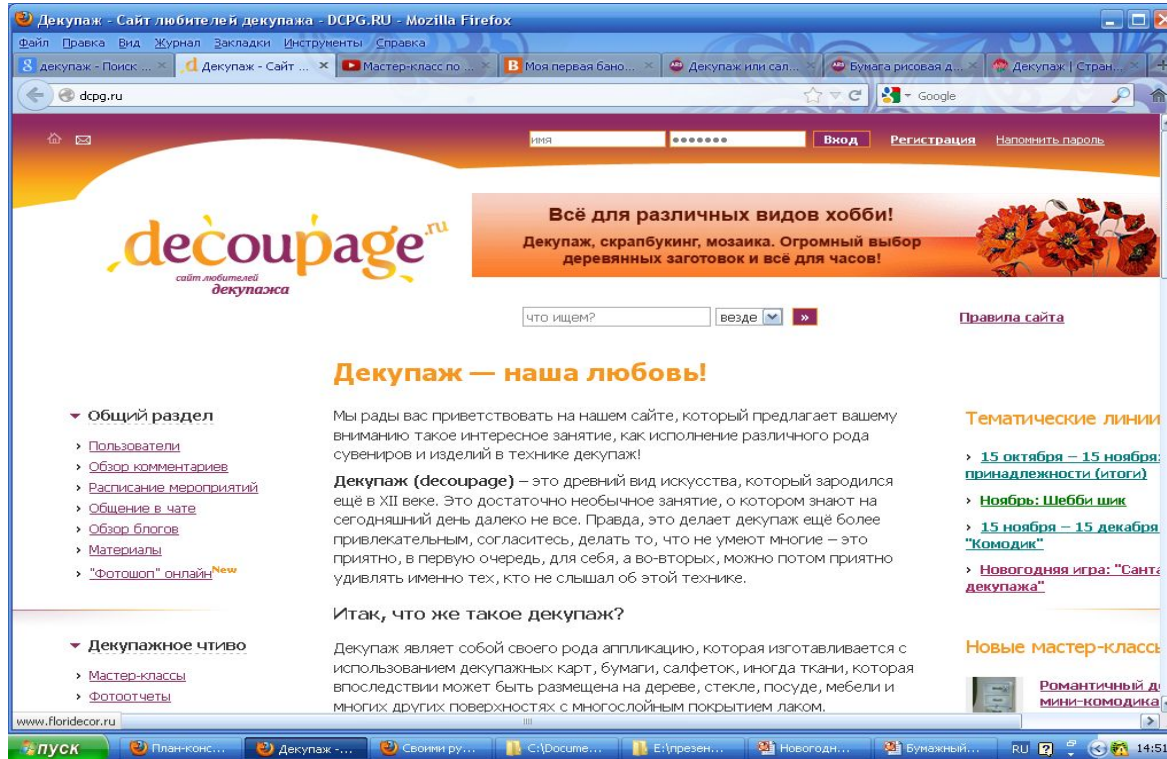 Декупаж - Сайт любителей декупажа - DCPG.RU - Mozilla Firefox
Файл Правка Вид Журнал Закладки Инструменты Справка
декупаж - Поиск ... Декупаж - Сайт ... Мастер-класс по ... Моя первая бано... Декупаж или сал... Бумага рисовая д... Декупаж | Стран...
dcpg.ru Google
имя Вход Регистрация Напомнить пароль
decoupage.ru
сайт любителей
декупажа
Всё для различных видов хобби!
Декупаж, скрапбукинг, мозаика. Огромный выбор
деревянных заготовок и всё для часов!
что ищем? везде » Правила сайта
Декупаж — наша любовь!
Общий раздел
Пользователи
Обзор комментариев
Расписание мероприятий
Общение в чате
Обзор блогов
Материалы
"Фотошоп" онлайн New
Декупажное чтиво
Мастер-классы
Фотоотчеты
Мы рады вас приветствовать на нашем сайте, который предлагает вашему
вниманию такое интересное занятие, как исполнение различного рода
сувениров и изделий в технике декупаж!
Декупаж (decoupage) – это древний вид искусства, который зародился
ещё в XII веке. Это достаточно необычное занятие, о котором знают на
сегодняшний день далеко не все. Правда, это делает декупаж ещё более
привлекательным, согласитесь, делать то, что не умеют многие – это
приятно, в первую очередь, для себя, а во-вторых, можно потом приятно
удивлять именно тех, кто не слышал об этой технике.
Итак, что же такое декупаж?
Декупаж являет собой своего рода аппликацию, которая изготавливается с
использованием декупажных карт, бумаги, салфеток, иногда ткани, которая
впоследствии может быть размещена на дереве, стекле, посуде, мебели и
многих других поверхностях с многослойным покрытием лаком.
Тематические линии
15 октября – 15 ноября:
принадлежности (итоги)
Ноябрь: Шебби шик
15 ноября – 15 декабря
"Комодик"
Новогодняя игра: "Санта
декупажа"
Новые мастер-классы
Романтичный
мини-комодика
www.floridecor.ru
пуск План-конс... Декупаж -... Своими ру... C:\Docume... E:\презен... Новогодн... Бумажный... RU 14:51